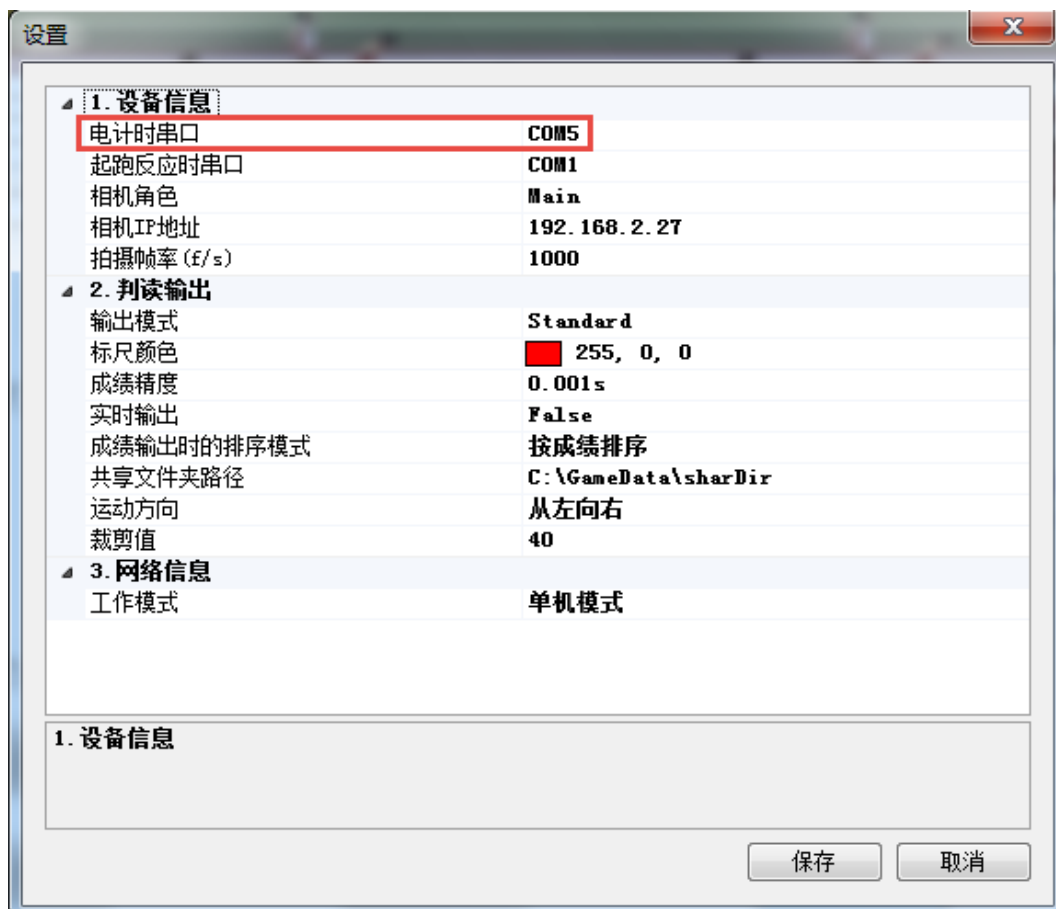 设置
1.设备信息
电计时串口 COM5
起跑反应时串口 COM1
相机角色 Main
相机IP地址 192.168.2.27
拍摄帧率(f/s) 1000
2.判读输出
输出模式 Standard
标尺颜色 255, 0, 0
成绩精度 0.001s
实时输出 False
成绩输出时的排序模式 按成绩排序
共享文件夹路径 C:\GameData\sharDir
运动方向 从左向右
裁剪值 40
3.网络信息
工作模式 单机模式
1.设备信息
保存 取消